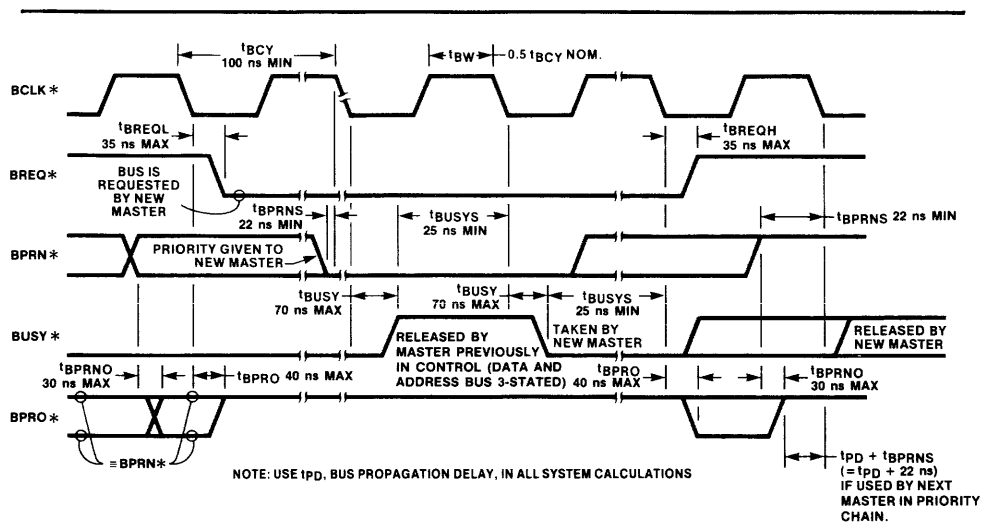 tBCY
100 ns MIN
tBW
0.5 tBCY NOM.
BCLK*
tBREQL
35 ns MAX
tBREQH
35 ns MAX
BREQ*
BUS IS
REQUESTED
BY NEW
MASTER
tBPRNS
22 ns MIN
tBUSYS
25 ns MIN
tBPRNS 22 ns MIN
BPRN*
PRIORITY GIVEN TO
NEW MASTER
tBUSY
70 ns MAX
tBUSY
70 ns MAX
tBUSYS
25 ns MIN
BUSY*
RELEASED BY
MASTER PREVIOUSLY
IN CONTROL (DATA AND
ADDRESS BUS 3-STATED)
TAKEN BY
NEW MASTER
RELEASED BY
NEW MASTER
tBPRNO
30 ns MAX
tBPRO 40 ns MAX
tBPRO
40 ns MAX
tBPRNO
30 ns MAX
BPRO*
≡BPRN*
NOTE: USE tPD, BUS PROPAGATION DELAY, IN ALL SYSTEM CALCULATIONS
tPD + tBPRNS
(=tPD + 22 ns)
IF USED BY NEXT
MASTER IN PRIORITY
CHAIN.